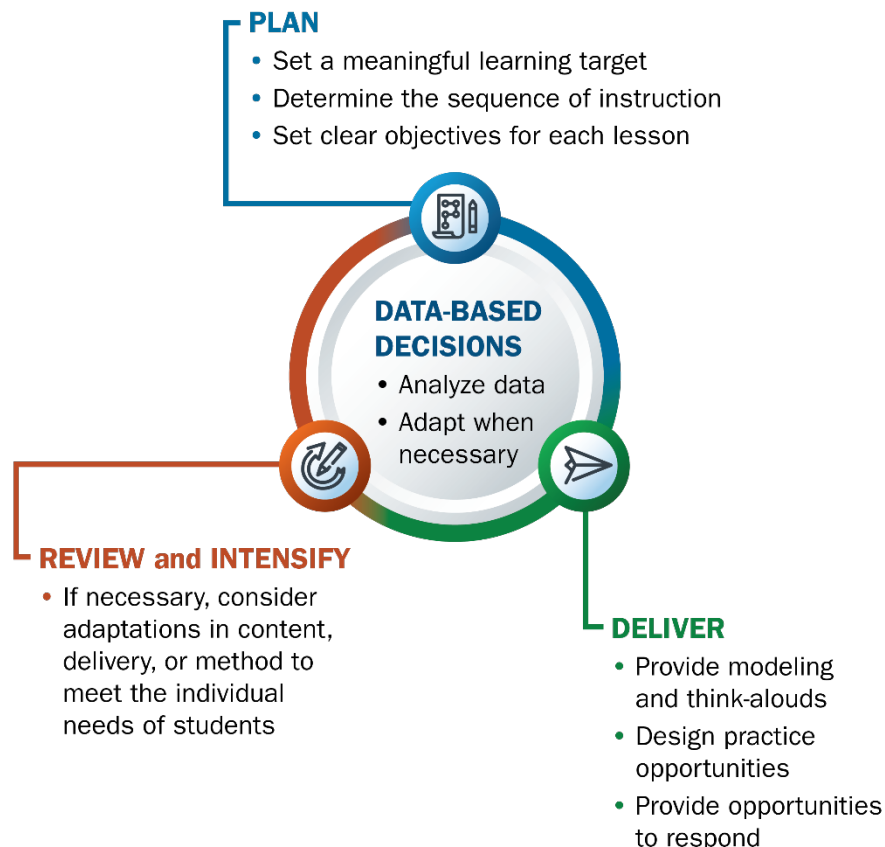 PLAN
• Set a meaningful learning target
• Determine the sequence of instruction
• Set clear objectives for each lesson
DATA-BASED
DECISIONS
• Analyze data
• Adapt when
necessary
REVIEW and INTENSIFY
• If necessary, consider
adaptations in content,
delivery, or method to
meet the individual
needs of students
DELIVER
• Provide modeling
and think-alouds
• Design practice
opportunities
• Provide opportunities
to respond